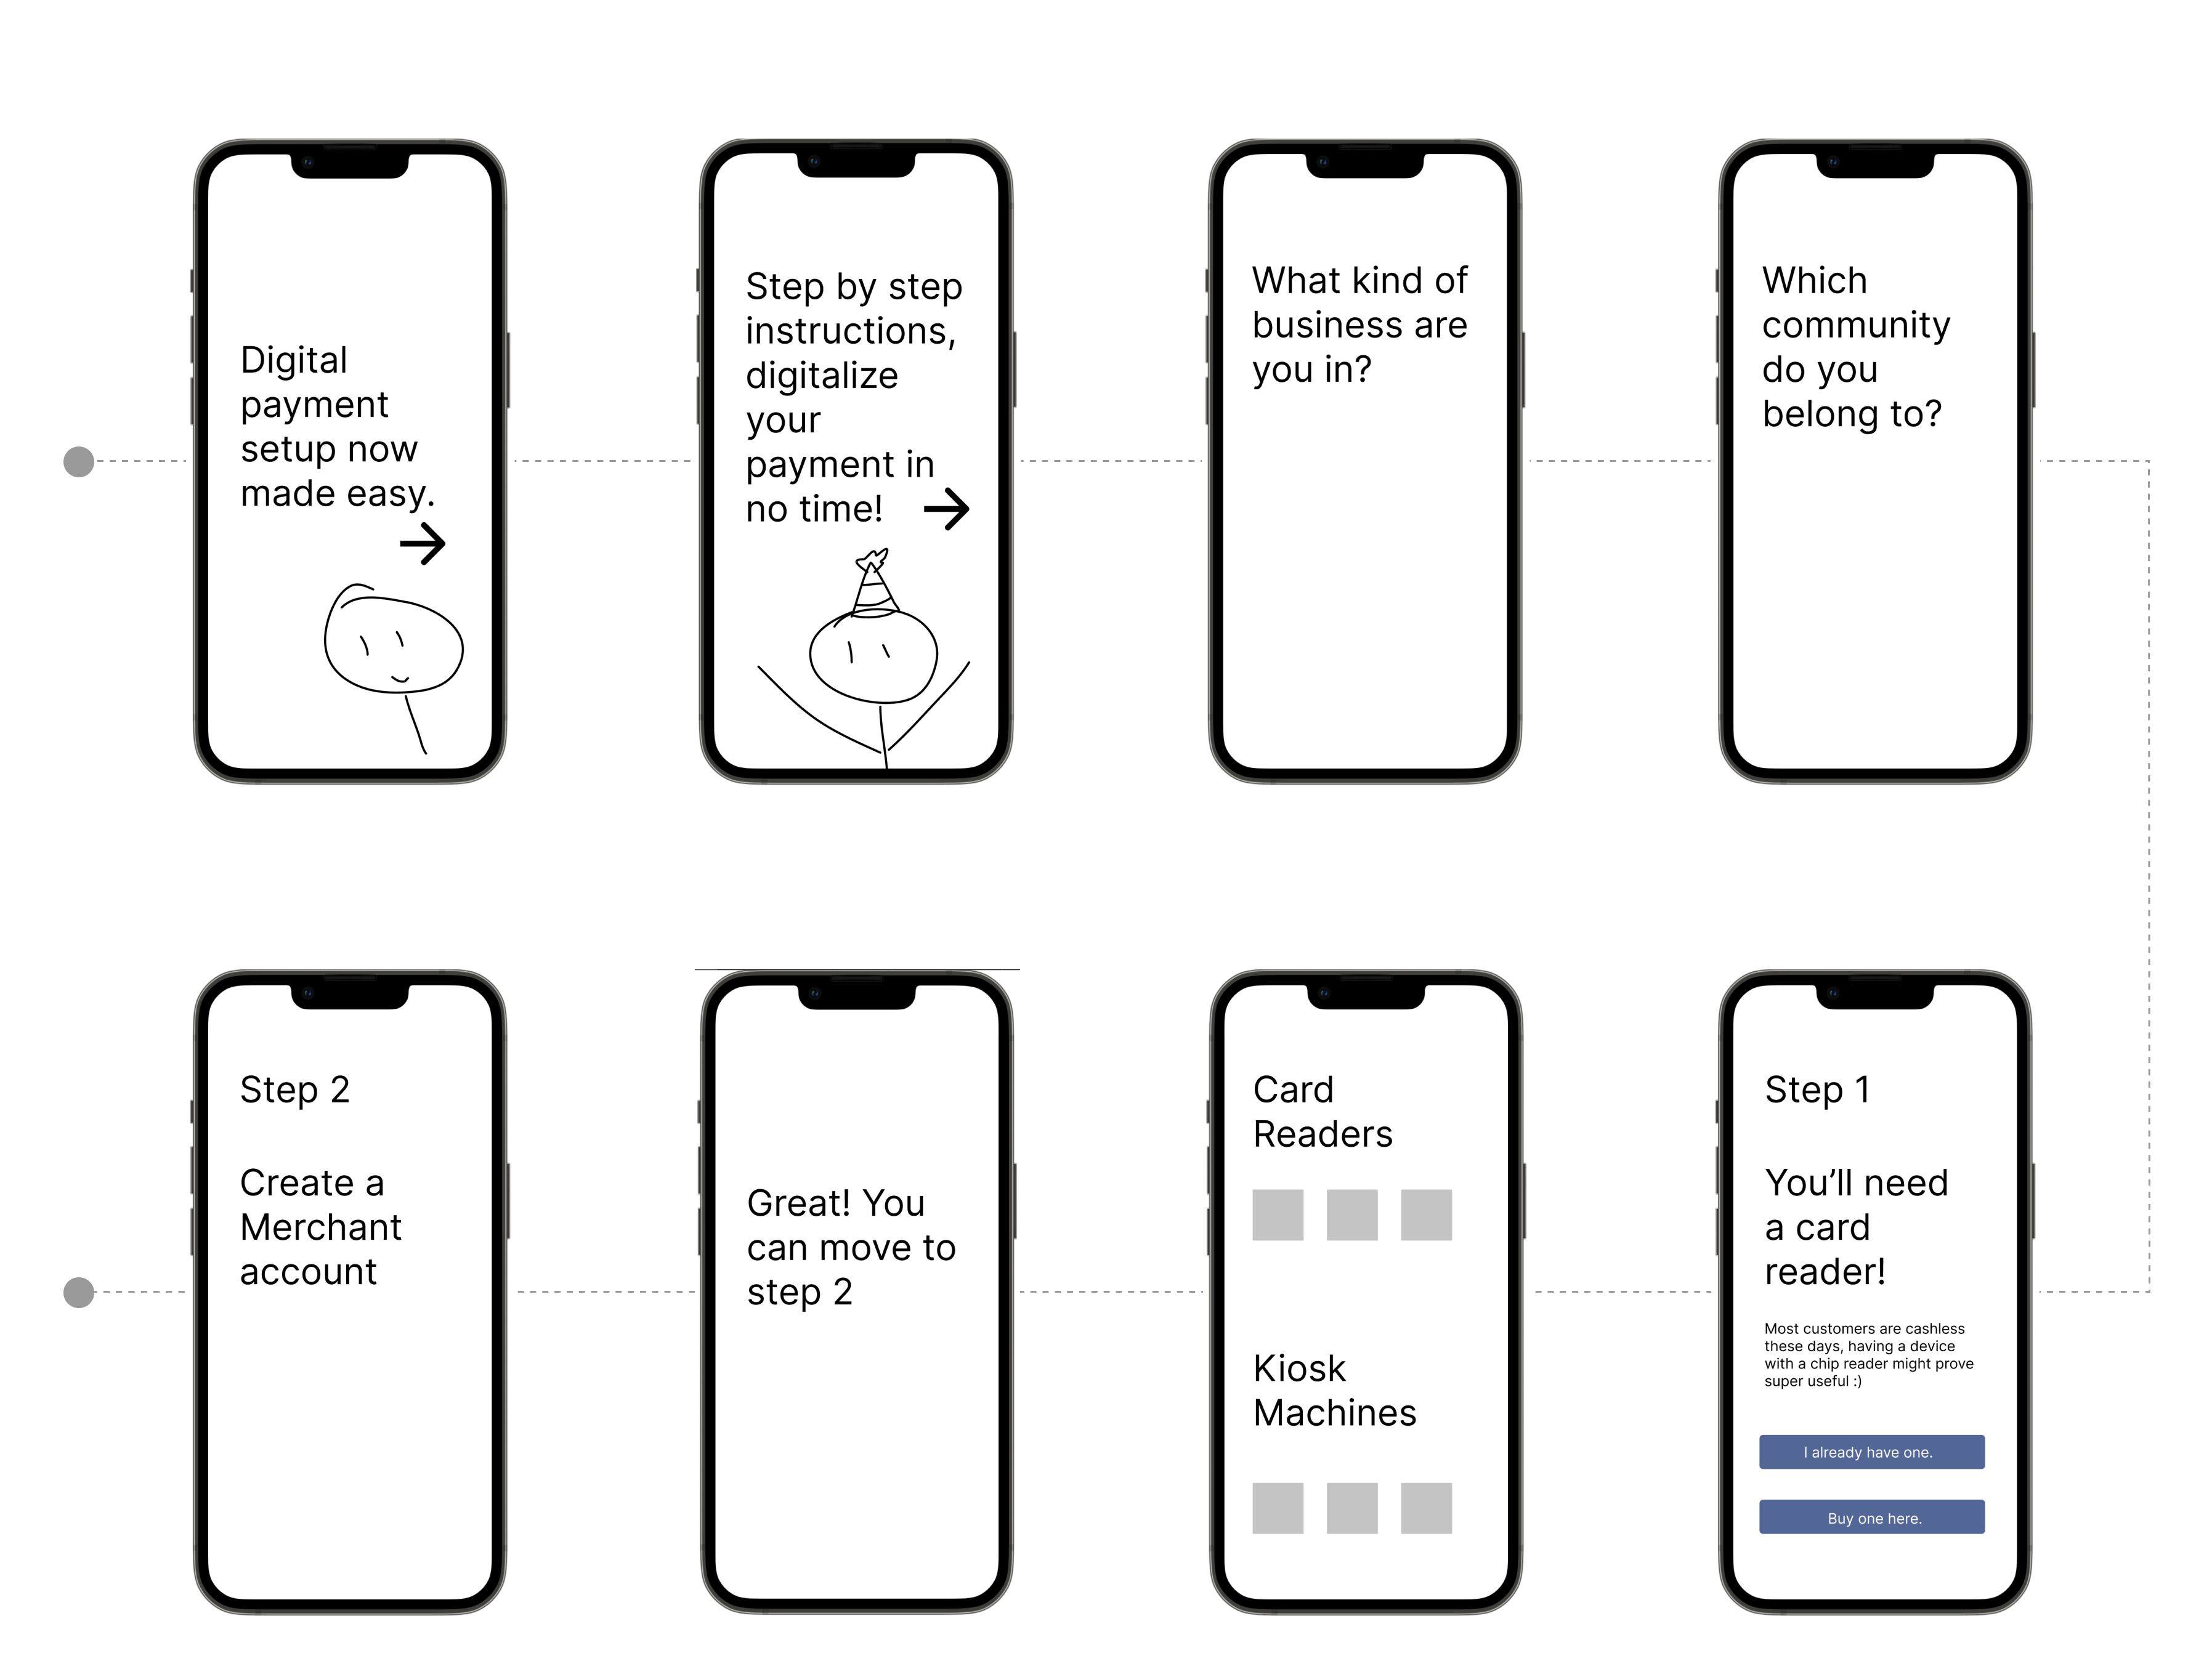 Digital
payment
setup now
made easy.
Step by step
instructions,
digitalize
your
payment in
no time!
What kind of
business are
you in?
Which
community
do you
belong to?
Step 2
Create a
Merchant
account
Great! You
can move to
step 2
Card
Readers
Kiosk
Machines
Step 1
You’ll need
a card
reader!
Most customers are cashless
these days, having a device
with a chip reader might prove
super useful :)
I already have one.
Buy one here.